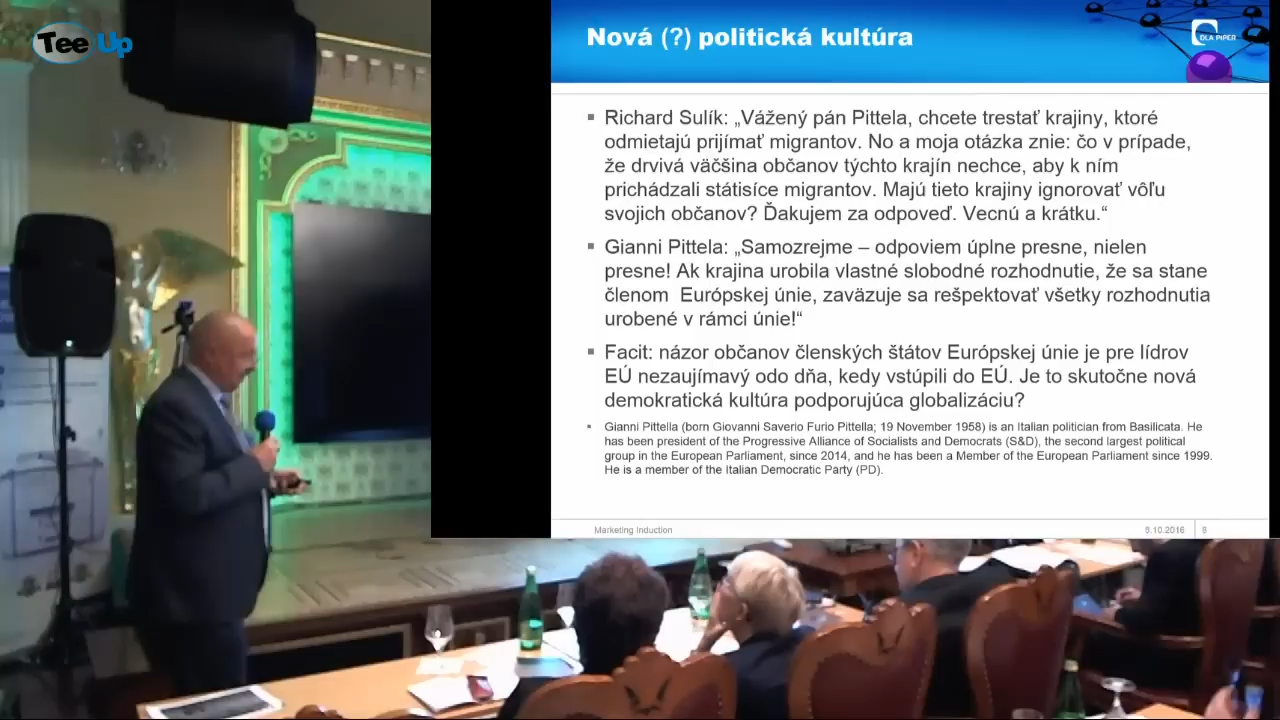 Tee Up
Nová (?) politická kultúra
DLA PIPER
Richard Sulík: „Vážený pán Pittela, chcete trestať krajiny, ktoré
odmietajú prijímať migrantov. No a moja otázka znie: čo v prípade,
že drvivá väčšina občanov týchto krajín nechce, aby k ním
prichádzali státisíce migrantov. Majú tieto krajiny ignorovať vôľu
svojich občanov? Ďakujem za odpoveď. Vecnú a krátku.“
Gianni Pittela: „Samozrejme – odpoviem úplne presne, nielen
presne! Ak krajina urobila vlastné slobodné rozhodnutie, že sa stane
členom Európskej únie, zaväzuje sa rešpektovať všetky rozhodnutia
urobené v rámci únie!“
Facit: názor občanov členských štátov Európskej únie je pre lídrov
EÚ nezaujímavý odo dňa, kedy vstúpili do EÚ. Je to skutočne nová
demokratická kultúra podporujúca globalizáciu?
Gianni Pittella (born Giovanni Saverio Furio Pittella; 19 November 1958) is an Italian politician from Basilicata. He
has been president of the Progressive Alliance of Socialists and Democrats (S&D), the second largest political
group in the European Parliament, since 2014, and he has been a Member of the European Parliament since 1999.
He is a member of the Italian Democratic Party (PD).
Marketing Induction
5.10.2016
8